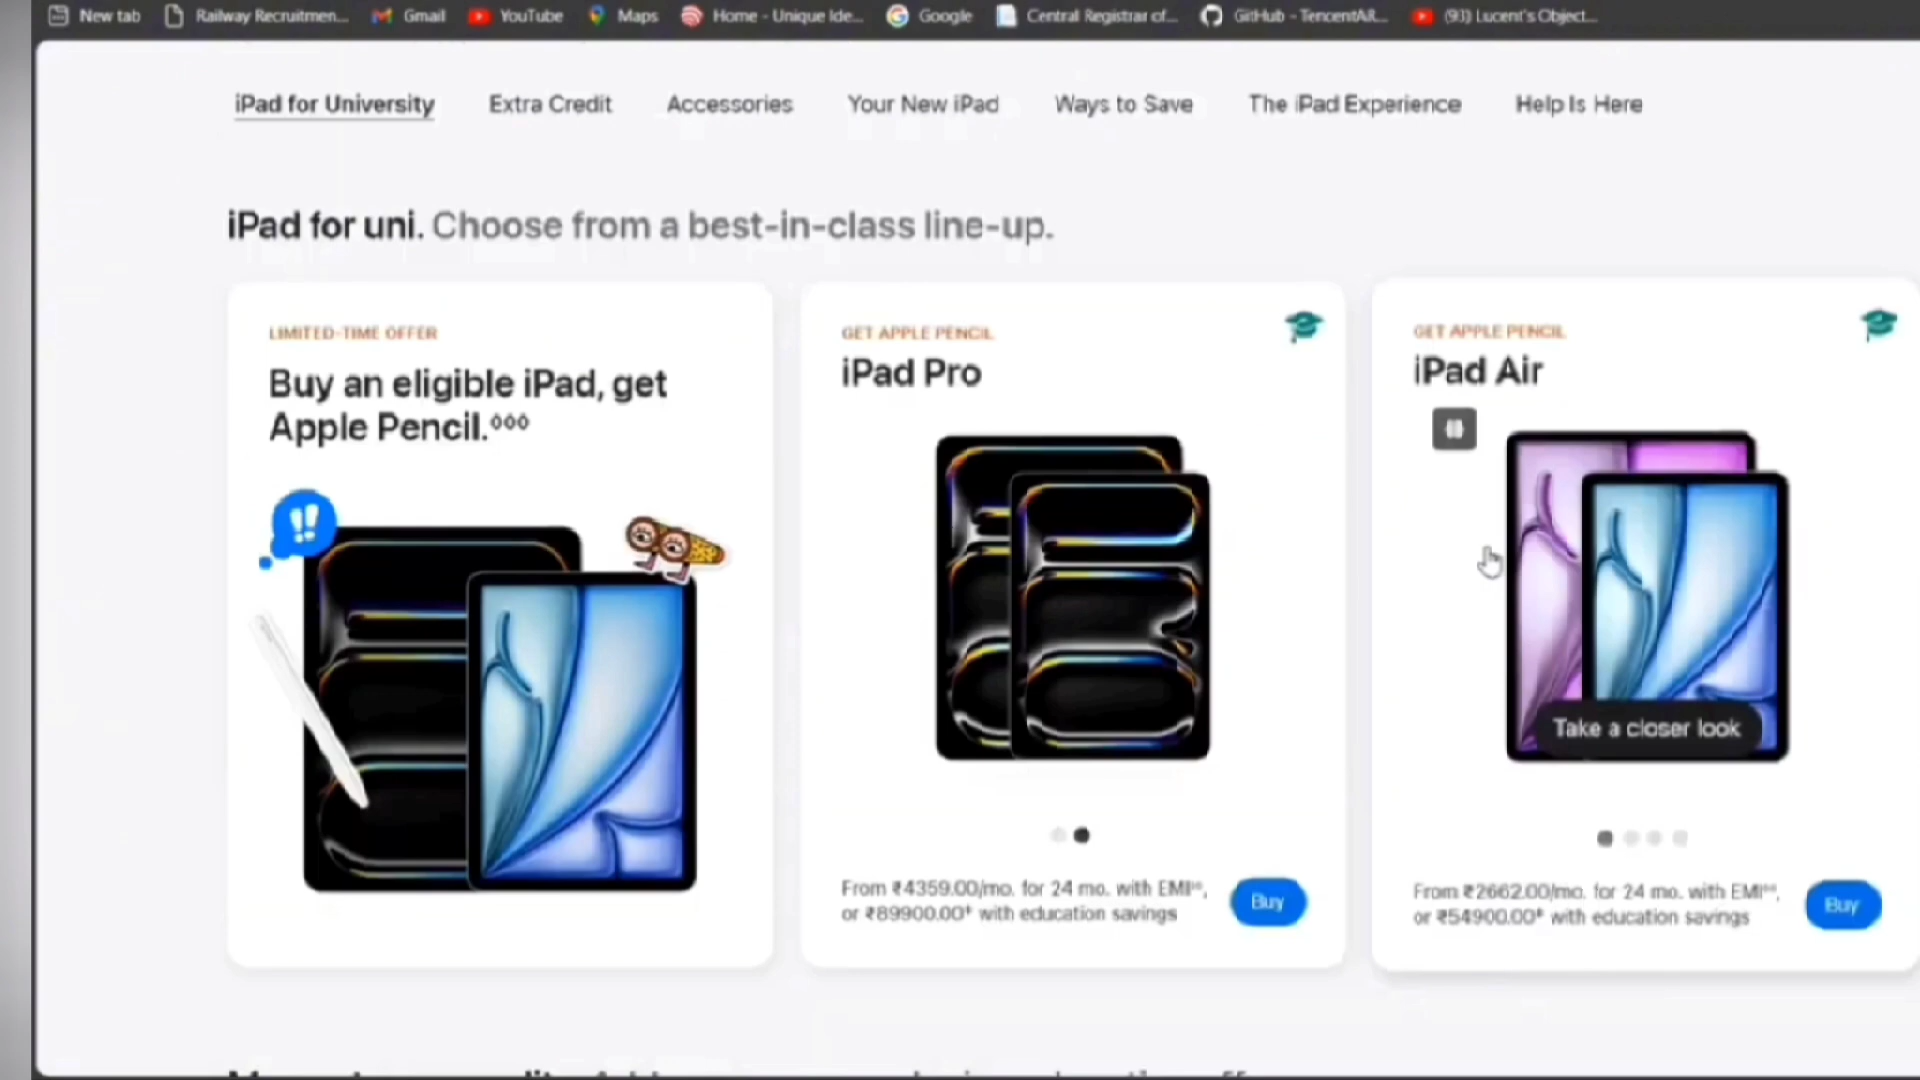 New tab
Railway Recruitmen...
Gmail
YouTube
Maps
Home - Unique Ide...
Google
Central Registrar of...
GitHub - TencentAR...
(93) Lucent's Object...
iPad for University
Extra Credit
Accessories
Your New iPad
Ways to Save
The iPad Experience
Help Is Here
iPad for uni. Choose from a best-in-class line-up.
LIMITED-TIME OFFER
Buy an eligible iPad, get
Apple Pencil.◊◊◊
GET APPLE PENCIL
iPad Pro
From ₹4359.00/mo. for 24 mo. with EMI
or ₹89900.00‡ with education savings
Buy
GET APPLE PENCIL
iPad Air
Take a closer look
From ₹2662.00/mo. for 24 mo. with EMI
or ₹54900.00‡ with education savings
Buy